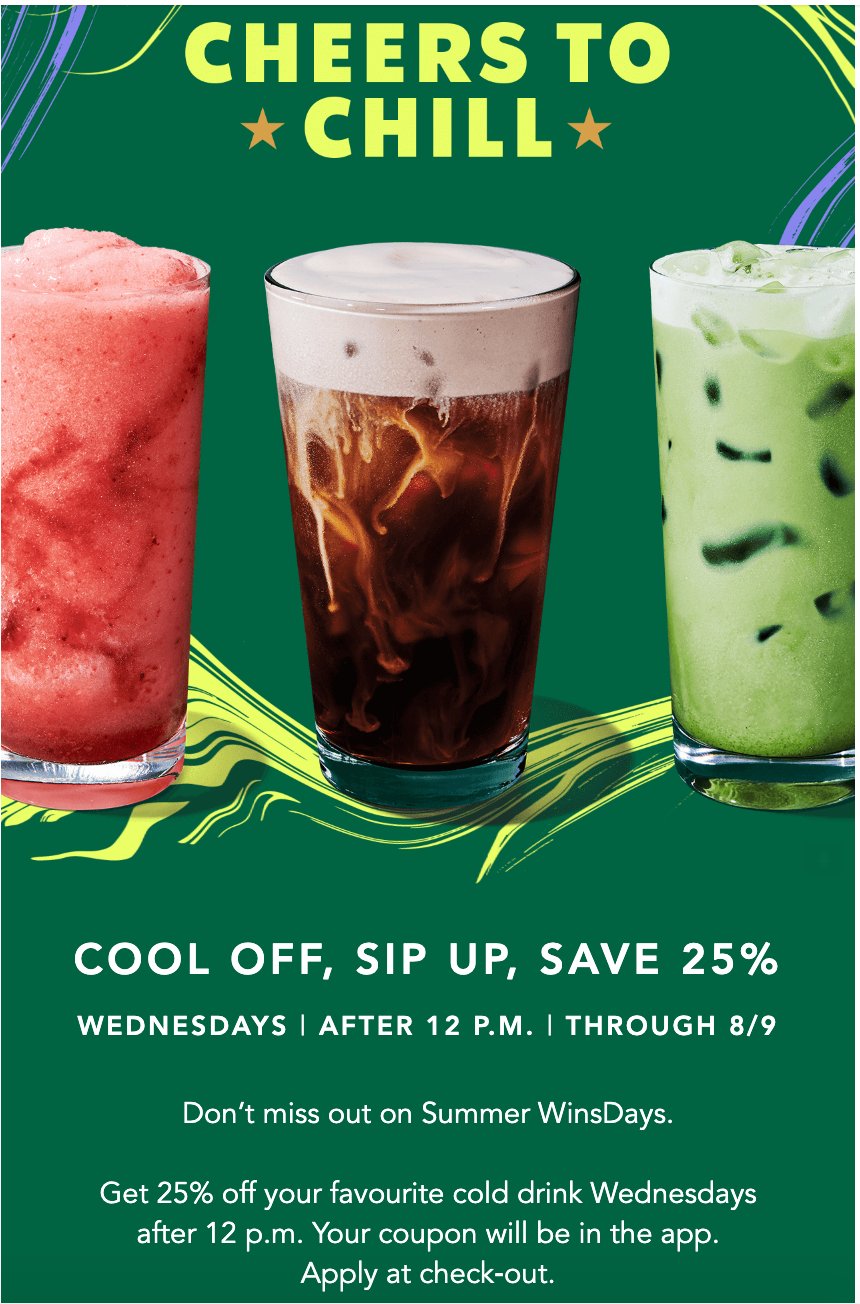 CHEERS TO
CHILL
COOL OFF, SIP UP, SAVE 25%
WEDNESDAYS | AFTER 12 P.M. | THROUGH 8/9
Don’t miss out on Summer WinsDays.
Get 25% off your favourite cold drink Wednesdays
after 12 p.m. Your coupon will be in the app.
Apply at check-out.